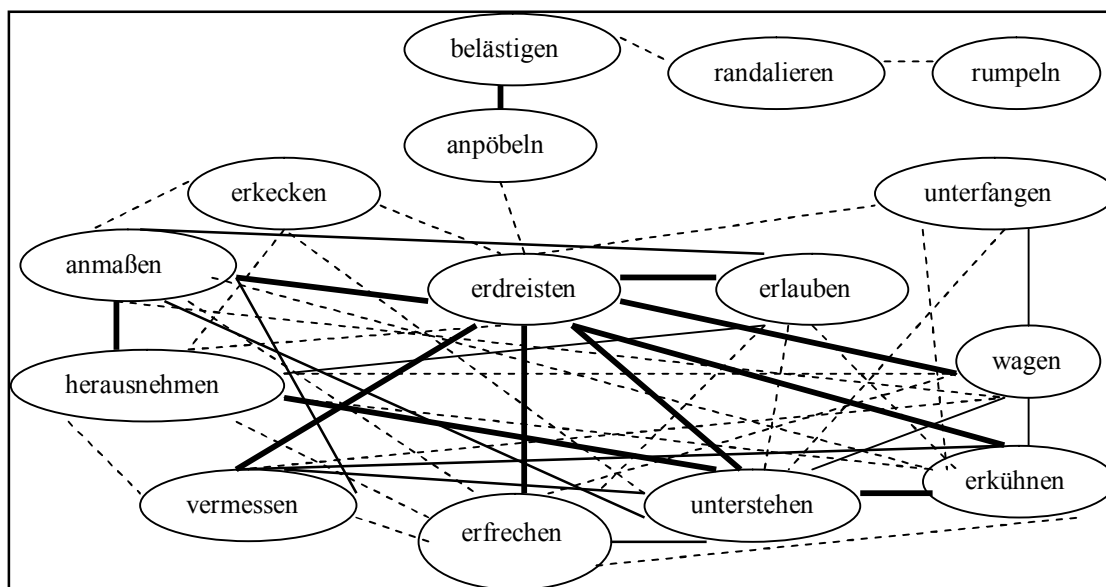 belästigen
randalieren
rumpeln
anpöbeln
erkecken
unterfangen
anmaßen
erdreisten
erlauben
wagen
herausnehmen
erkühnen
vermessen
unterstehen
erfrechen